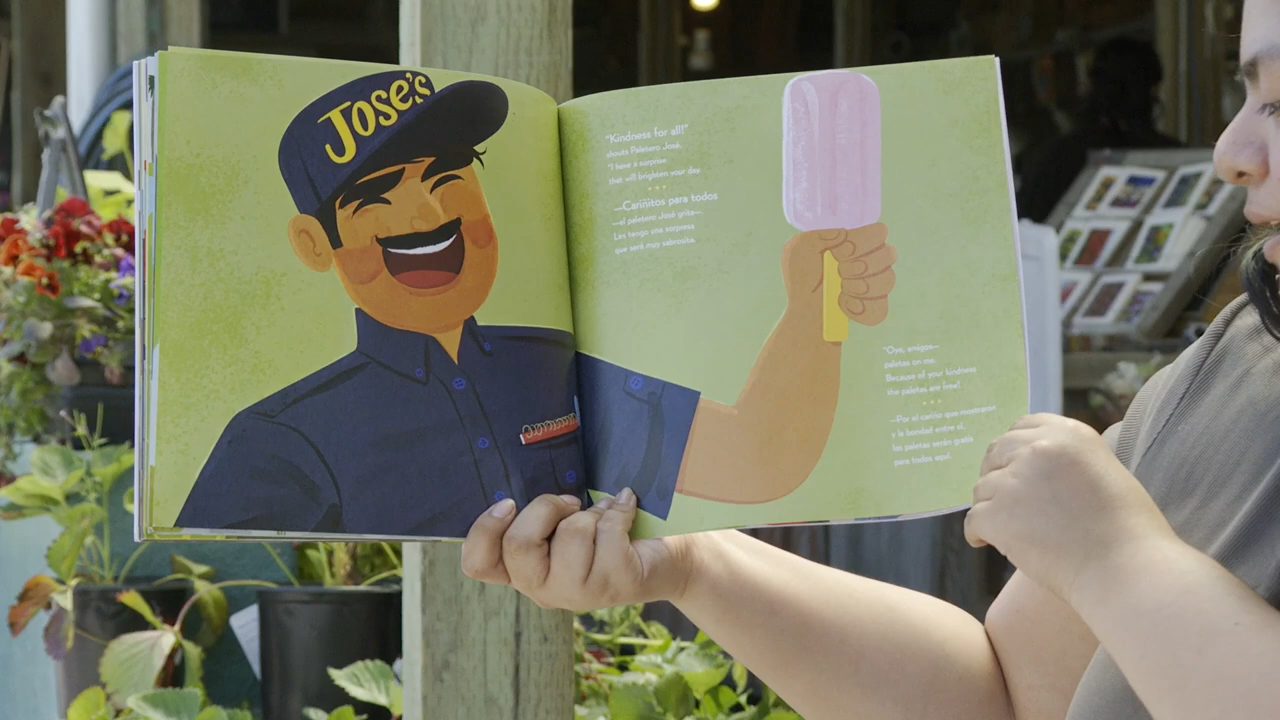 JOSE'S
"Kindness for all!"
shouts Paletero José.
"I have a surprise
that will brighten your day.
—Cariñitos para todos
—el paletero José grita—.
Les tengo una sorpresa
que será muy sabrosita.
"Oye, amigos—
paletas on me.
Because of your kindness
the paletas are free!
—Por el cariño que mostraron
y la bondad entre sí,
las paletas serán gratis
para todos aquí.